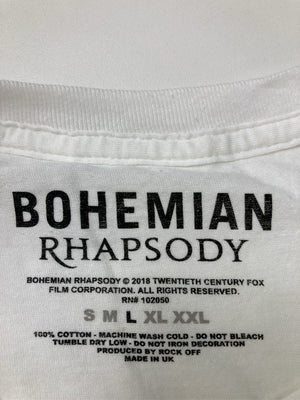 BOHEMIAN
RHAPSODY
BOHEMIAN RHAPSODY © 2018 TWENTIETH CENTURY FOX
FILM CORPORATION. ALL RIGHTS RESERVED.
RN# 102050
S M L XL XXL
100% COTTON - MACHINE WASH COLD - DO NOT BLEACH
TUMBLE DRY LOW - DO NOT IRON DECORATION
PRODUCED BY ROCK OFF
MADE IN UK